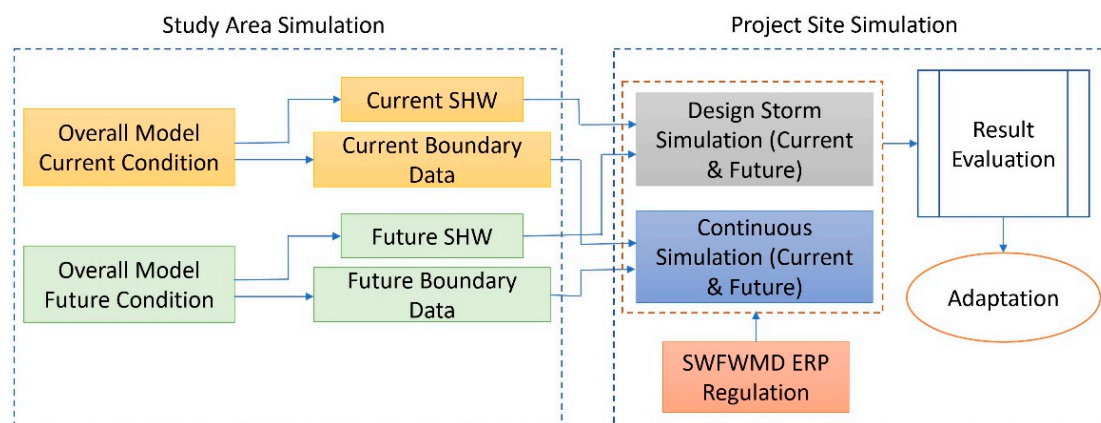 Study Area Simulation
Project Site Simulation
Overall Model
Current Condition
Current SHW
Current Boundary
Data
Overall Model
Future Condition
Future SHW
Future Boundary
Data
Design Storm
Simulation (Current
& Future)
Continuous
Simulation (Current
& Future)
SWFWMD ERP
Regulation
Result
Evaluation
Adaptation